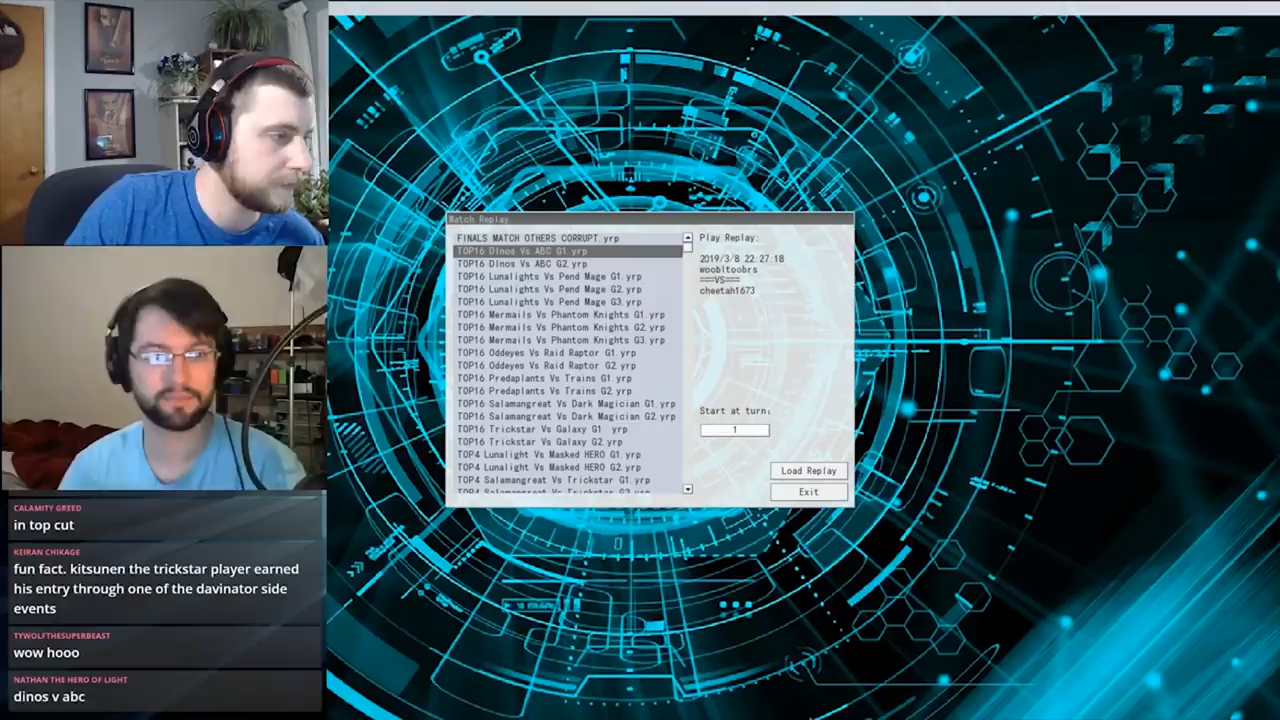 CALAMITY GREED
in top cut
KEIRAN CHIKAGE
fun fact. kitsunen the trickstar player earned
his entry through one of the davinator side
events
TYWOLFTHESUPERBEAST
wow hooo
NATHAN THE HERO OF LIGHT
dinos v abc
Watch Replay
FINALS MATCH OTHERS CORRUPT.yrp
TOP16 DInos Vs ABC G1.yrp
TOP16 DInos Vs ABC G2.yrp
TOP16 Lunalights Vs Pend Mage G1.yrp
TOP16 Lunalights Vs Pend Mage G2.yrp
TOP16 Lunalights Vs Pend Mage G3.yrp
TOP16 Mermails Vs Phantom Knights G1.yrp
TOP16 Mermails Vs Phantom Knights G2.yrp
TOP16 Mermails Vs Phantom Knights G3.yrp
TOP16 Oddeyes Vs Raid Raptor G1.yrp
TOP16 Oddeyes Vs Raid Raptor G2.yrp
TOP16 Predaplants Vs Trains G1.yrp
TOP16 Predaplants Vs Trains G2.yrp
TOP16 Salamangreat Vs Dark Magician G1.yrp
TOP16 Salamangreat Vs Dark Magician G2.yrp
TOP16 Trickstar Vs Galaxy G1 yrp
TOP16 Trickstar Vs Galaxy G2.yrp
TOP4 Lunalight Vs Masked HERO G1.yrp
TOP4 Lunalight Vs Masked HERO G2.yrp
TOP4 Salamangreat Vs Trickstar G1.yrp
TOP4 Salamangreat Vs Trickstar G2.yrp
Play Replay:
2019/3/8 22:27:18
woobltoobrs
===VS===
cheetah1673
Start at turn:
1
Load Replay
Exit